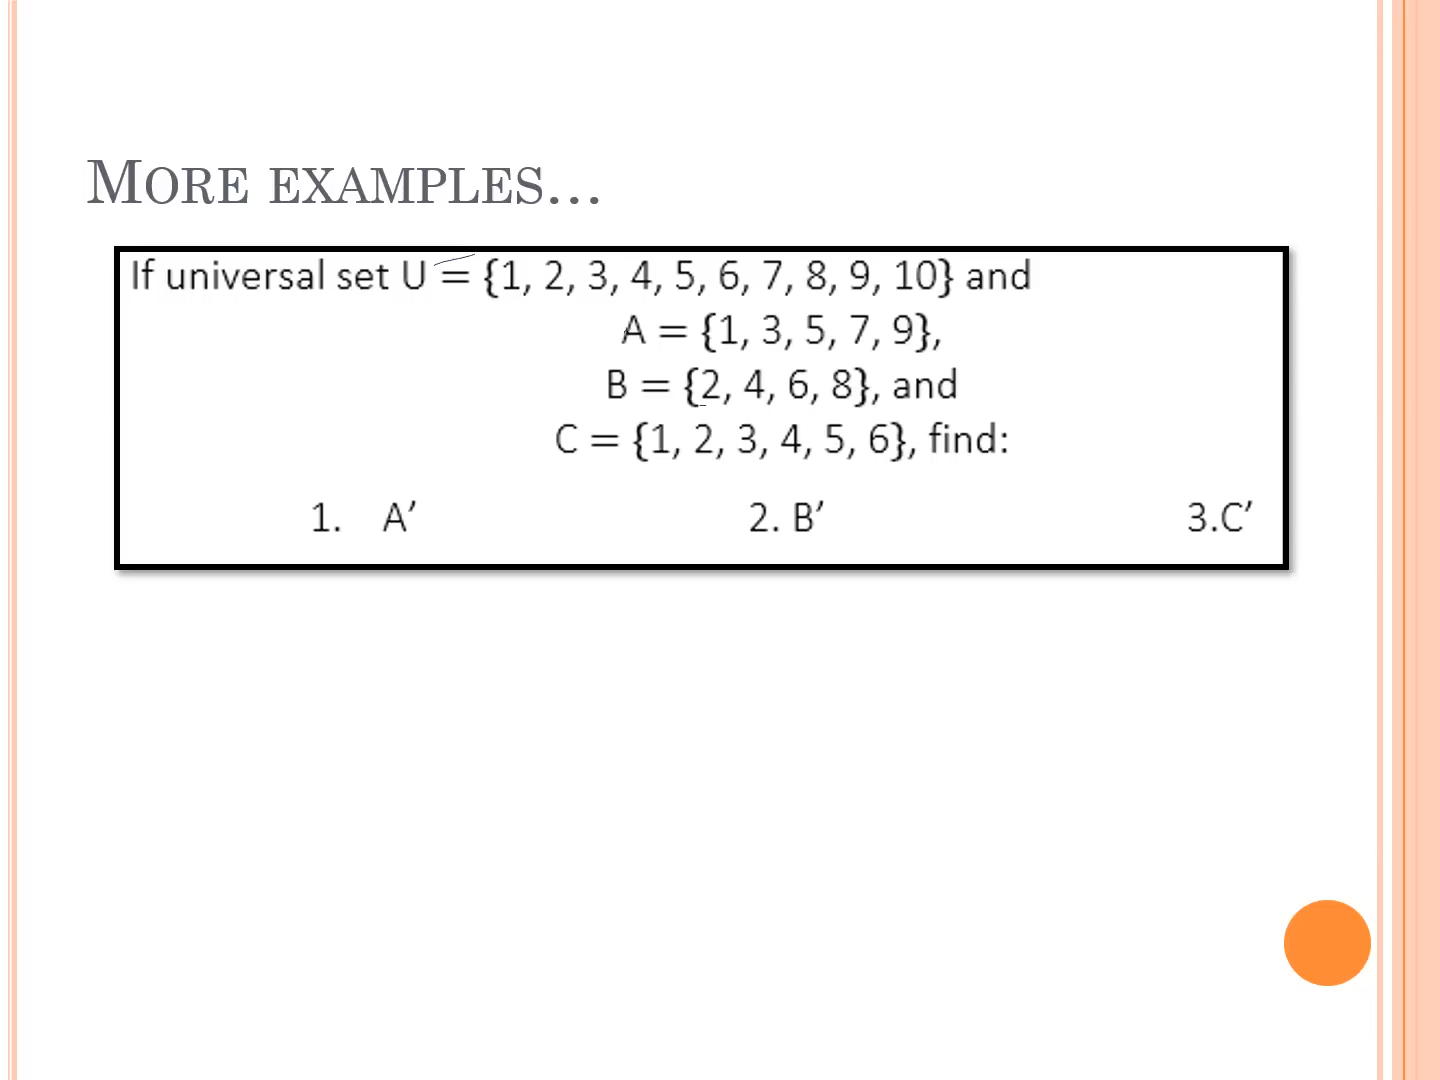 MORE EXAMPLES…
If universal set U = {1, 2, 3, 4, 5, 6, 7, 8, 9, 10} and
A = {1, 3, 5, 7, 9},
B = {2, 4, 6, 8}, and
C = {1, 2, 3, 4, 5, 6}, find:
1. A′ 2. B′ 3.C′